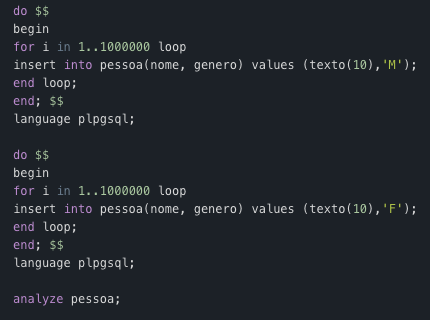 do $$
begin
for i in 1..1000000 loop
insert into pessoa(nome, genero) values (texto(10),'M');
end loop;
end; $$
language plpgsql;
do $$
begin
for i in 1..1000000 loop
insert into pessoa(nome, genero) values (texto(10),'F');
end loop;
end; $$
language plpgsql;
analyze pessoa;